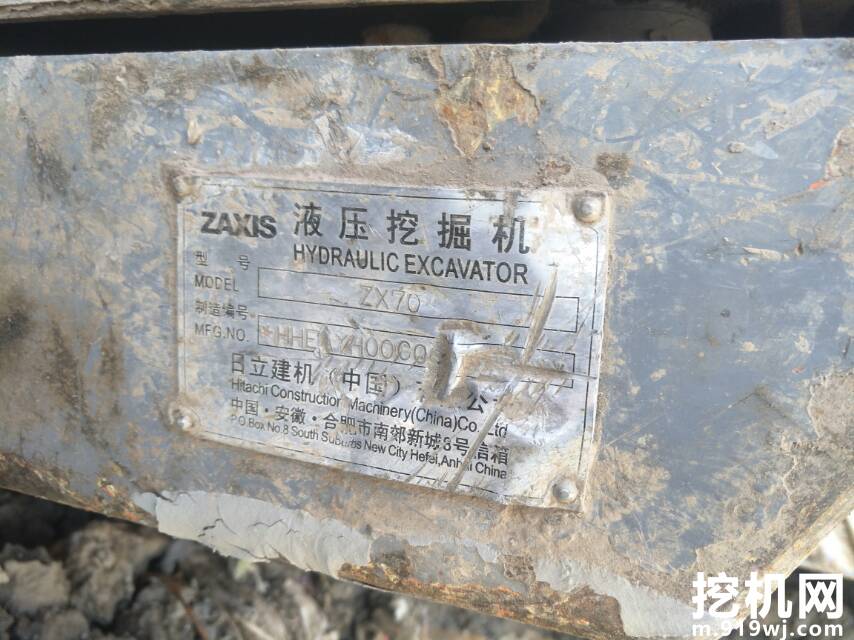 ZAXIS 液压挖掘机
HYDRAULIC EXCAVATOR
型号
MODEL ZX70
制造编号
MFG.NO.
日立建机(中国)
Hitachi Construction Machinery(China)Co.,Ltd
中国·安徽·合肥市南郊新城8号信箱
P.O.Box No.8 South Suburbs New City Hefei,Anhui China
挖机网
m.919wj.com